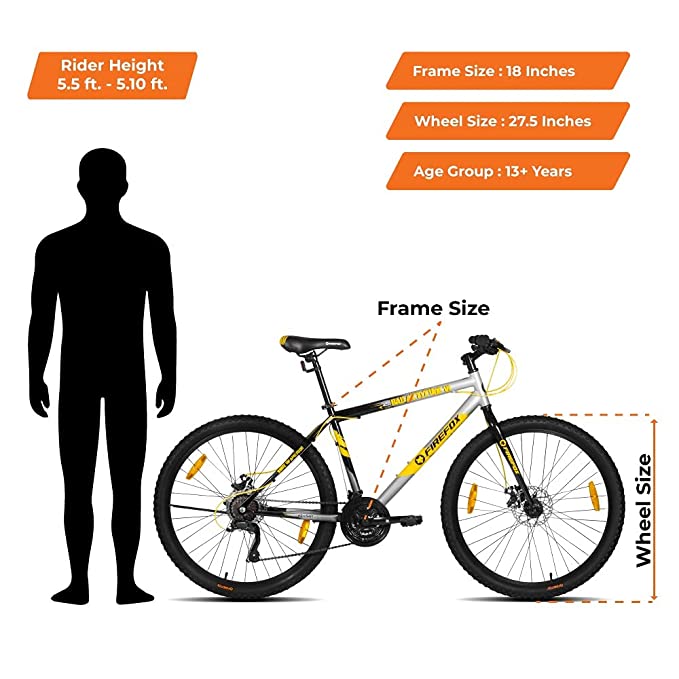 Rider Height
5.5 ft. - 5.10 ft.
Frame Size : 18 Inches
Wheel Size : 27.5 Inches
Age Group : 13+ Years
Frame Size
FIREFOX
Wheel Size